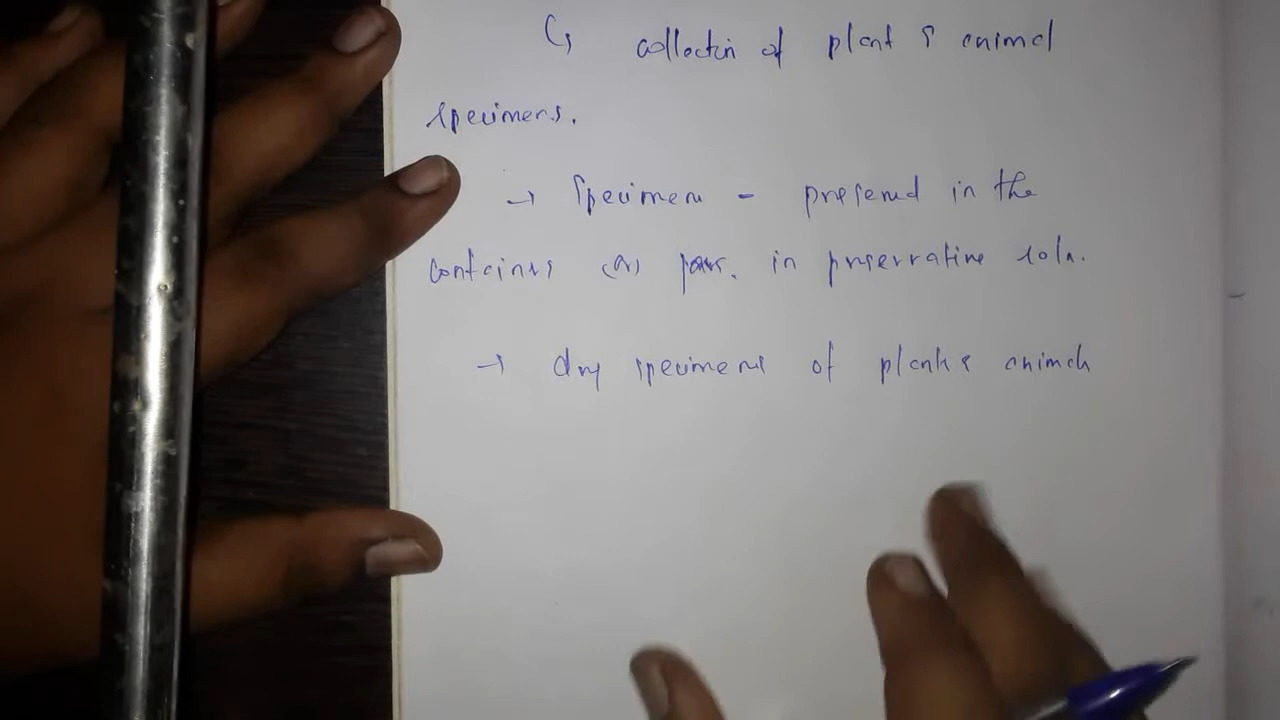 ↳ collection of plant & animal
specimens.
→ Specimen - preserved in the
containers (or) jars. in preservative soln.
→ dry specimens of plants & animals